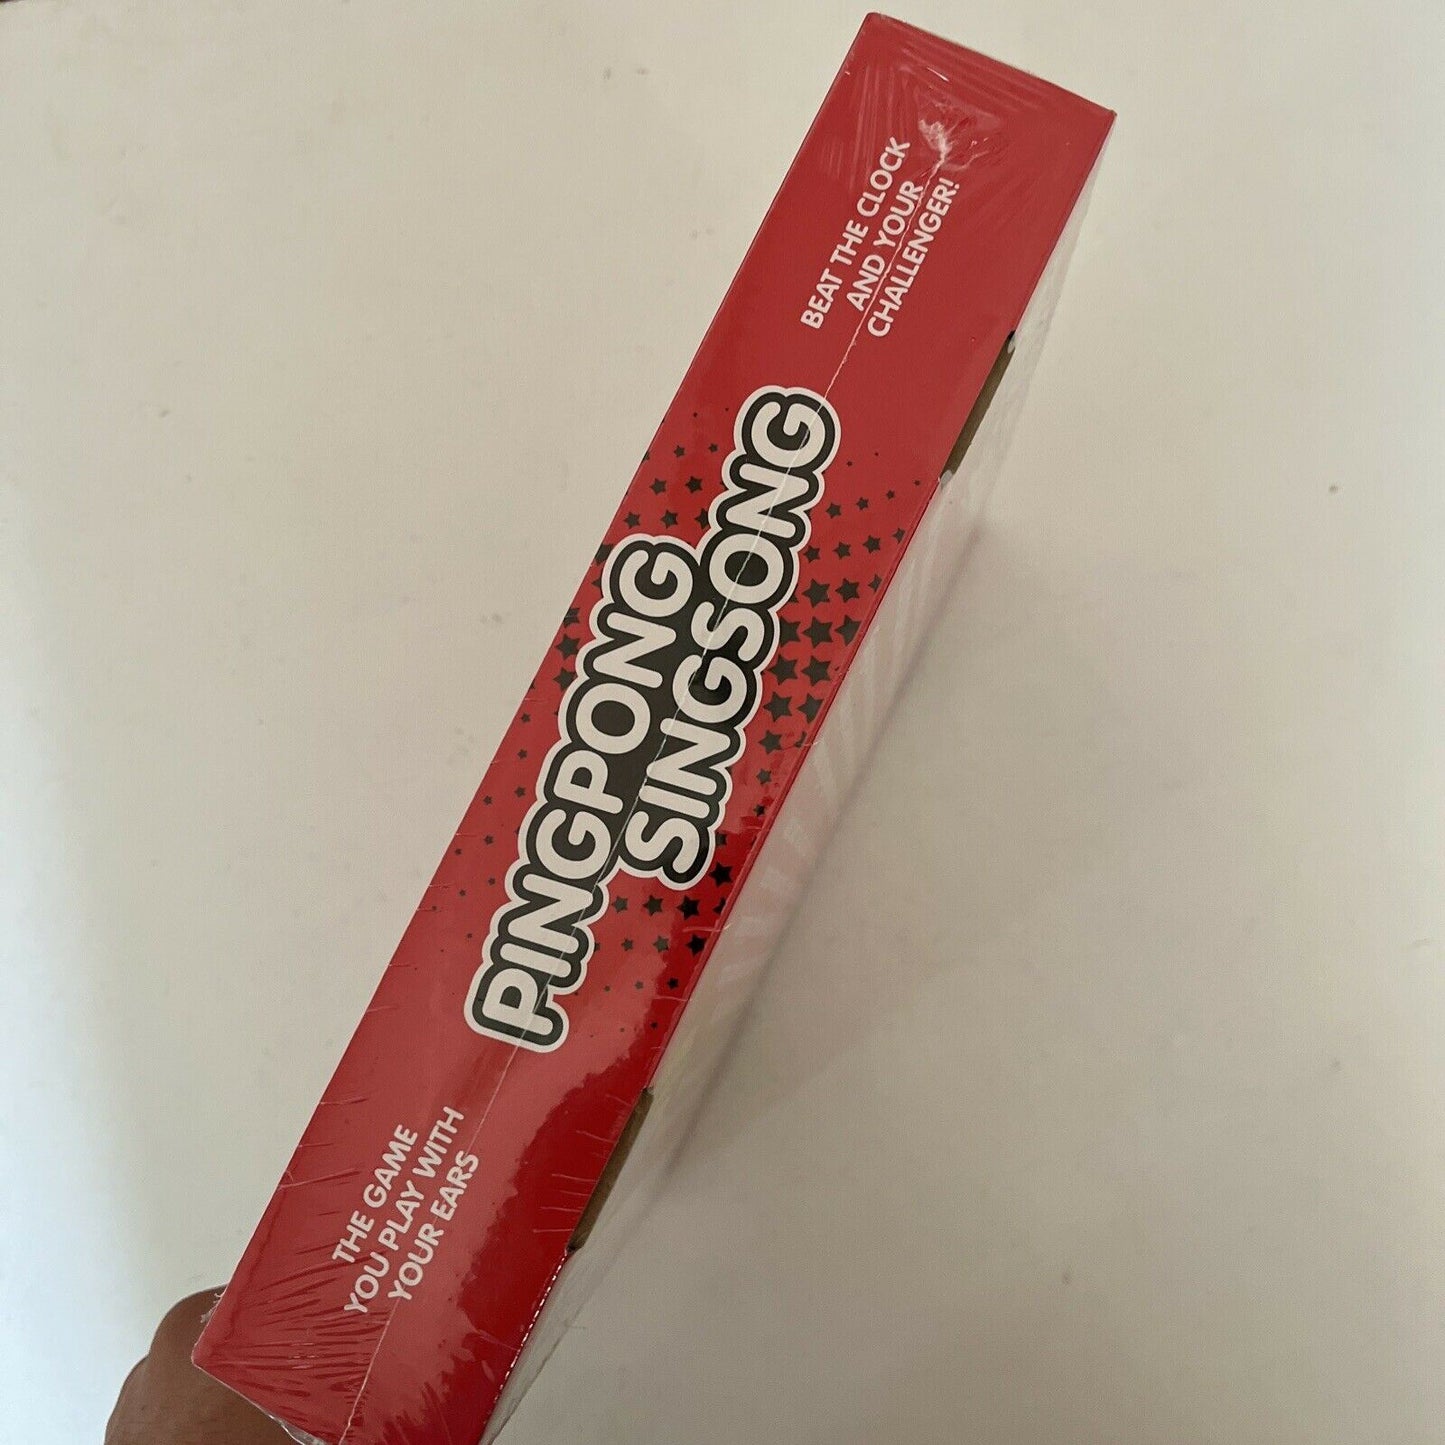 THE GAME
YOU PLAY WITH
YOUR EARS
PINGPONG
SINGSONG
BEAT THE CLOCK
AND YOUR
CHALLENGER!